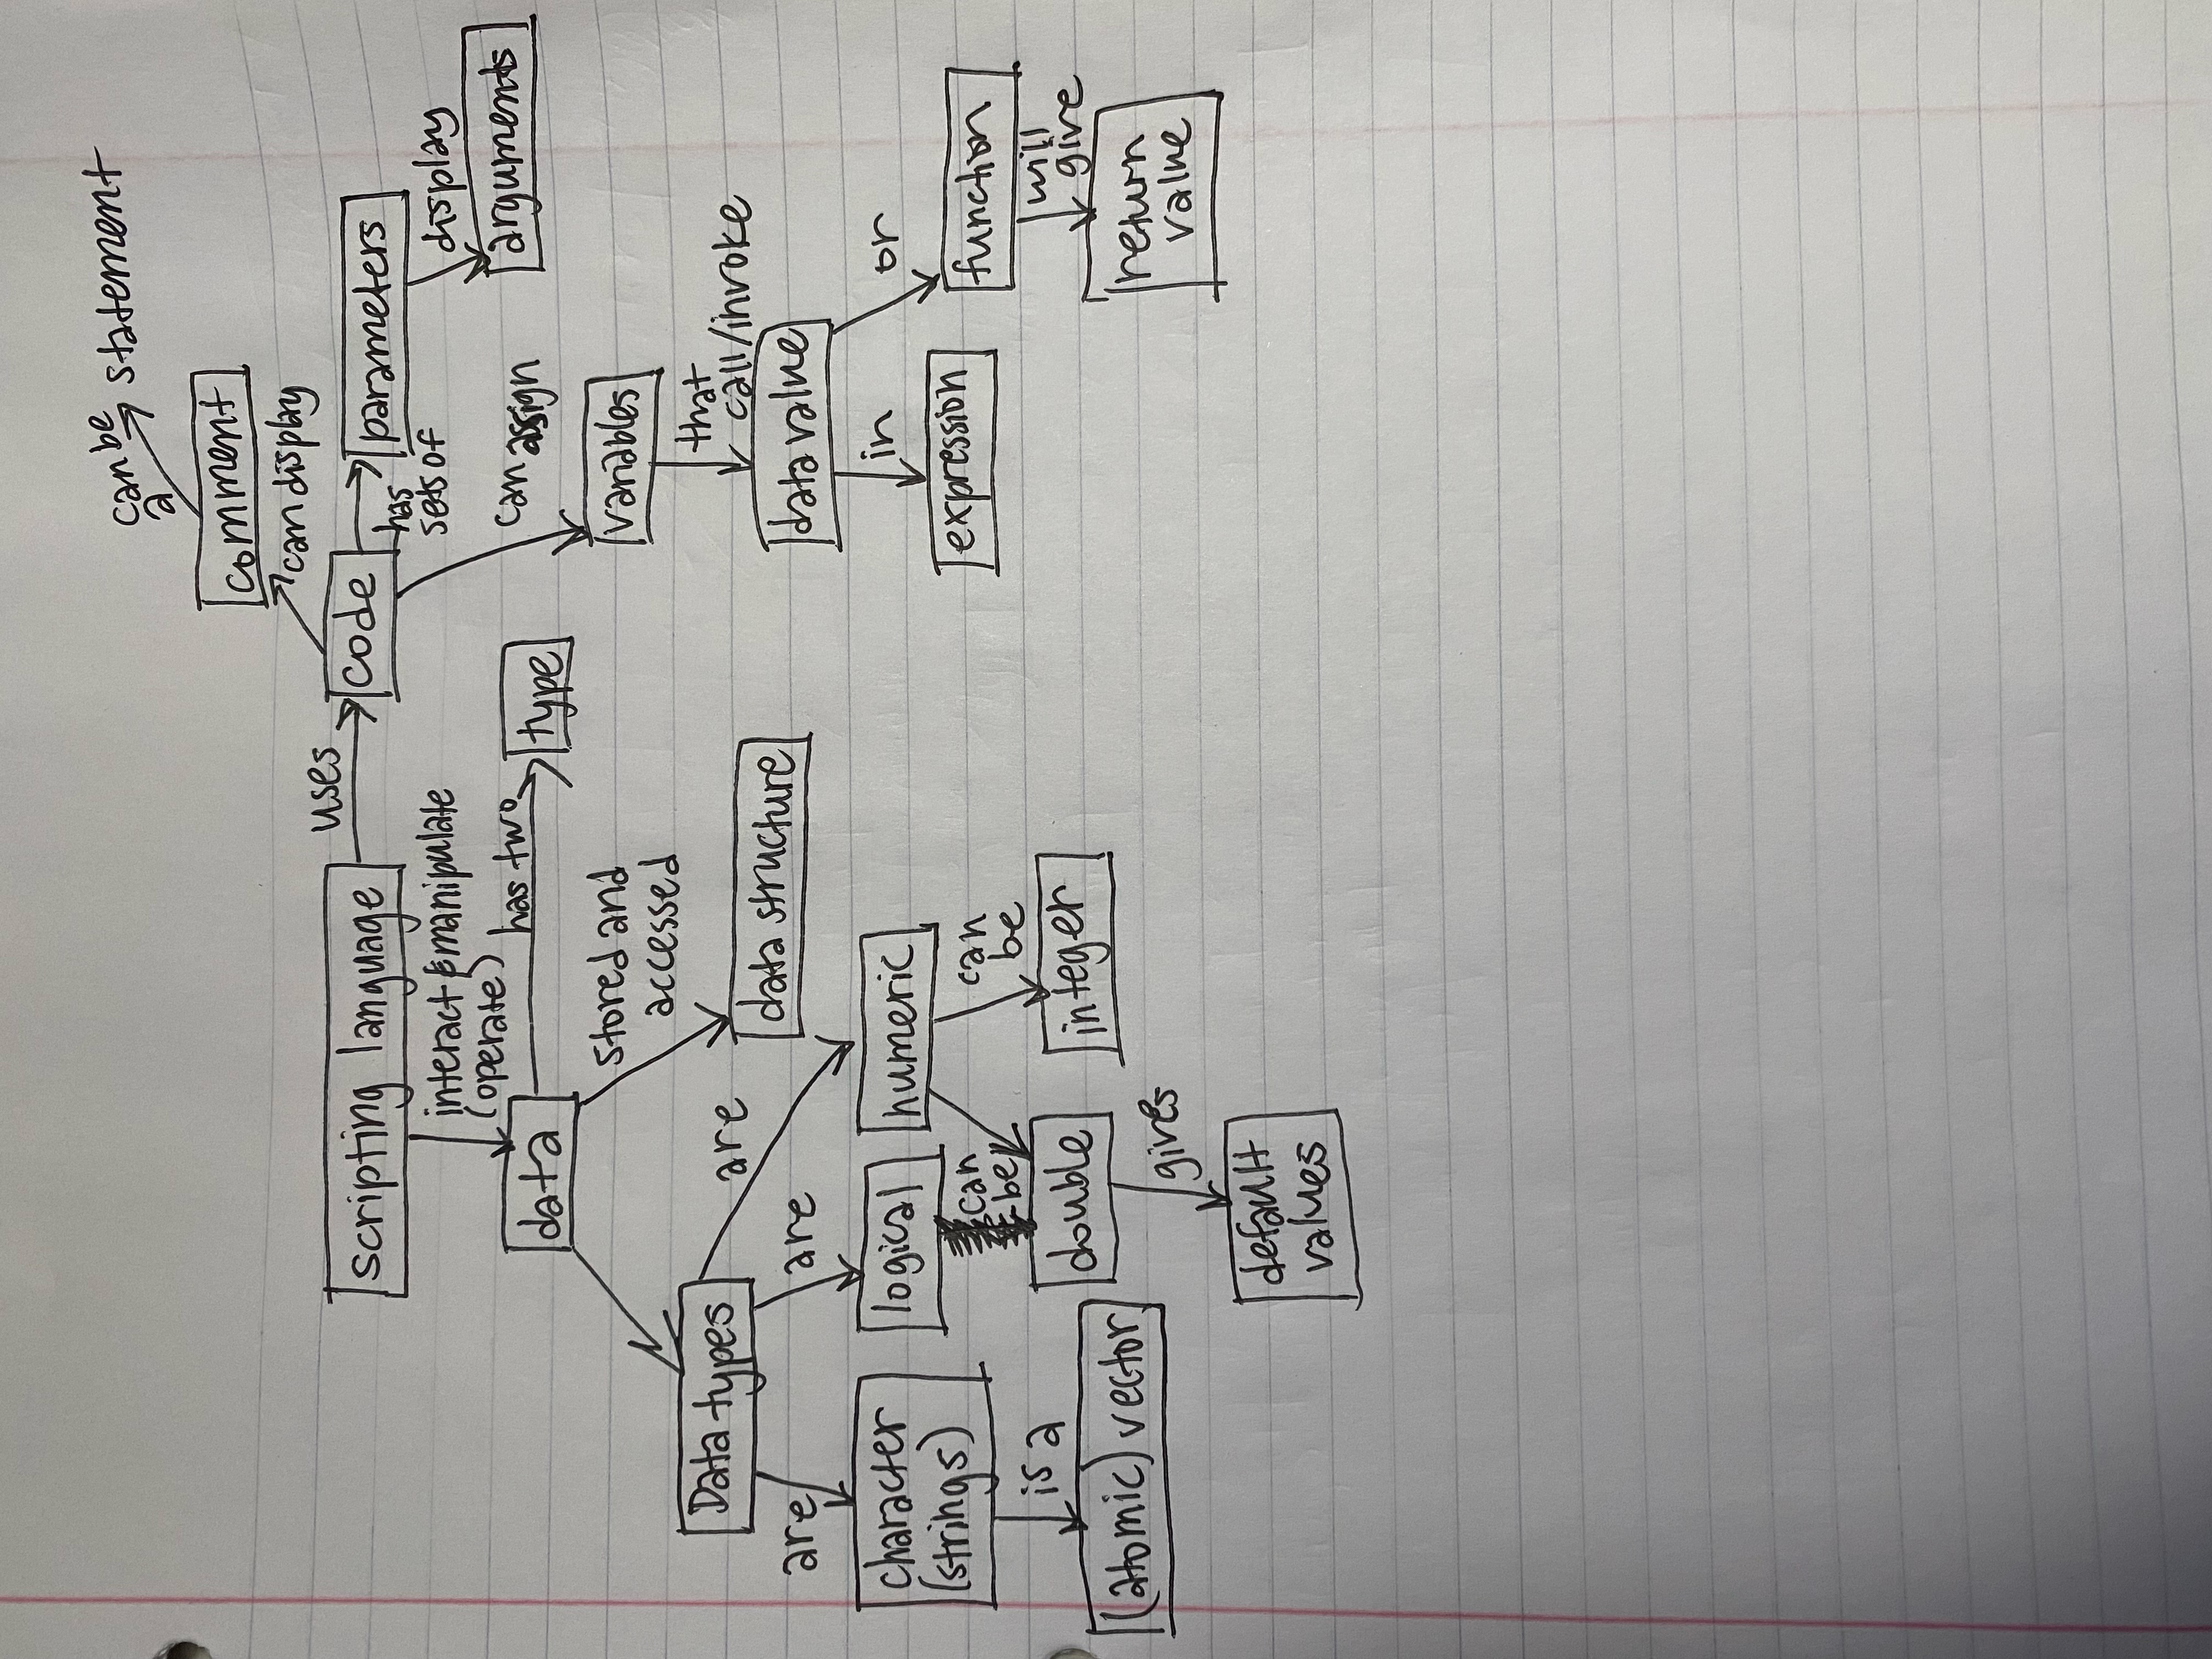 can be
a
statement
comment
can display
scripting language
uses
code
has
sets of
parameters
display
arguments
interact & manipulate
(operate)
data
has two
type
can assign
stored and
accessed
variables
Data types
are
data structure
that
call/invoke
data value
are
are
character
(strings)
logical
numeric
in
or
can
be
can
be
expression
function
is a
double
integer
will
give
(atomic) vector
gives
return
value
default
values